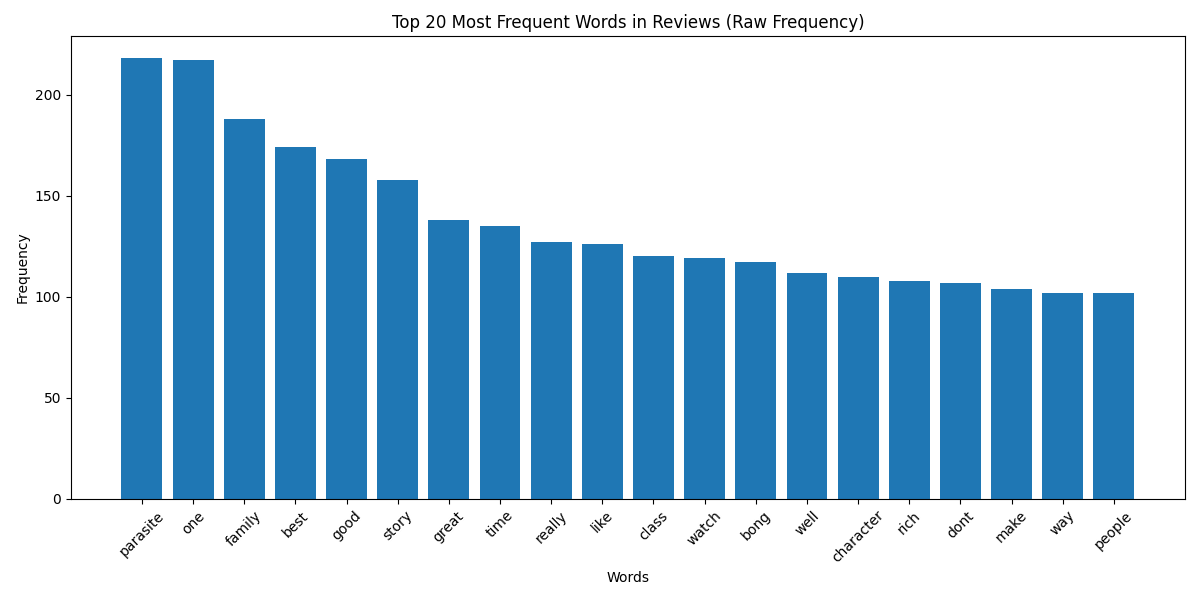 Top 20 Most Frequent Words in Reviews (Raw Frequency)
Frequency
200
150
100
50
0
parasite
one
family
best
good
story
great
time
really
like
class
watch
bong
well
character
rich
dont
make
way
people
Words